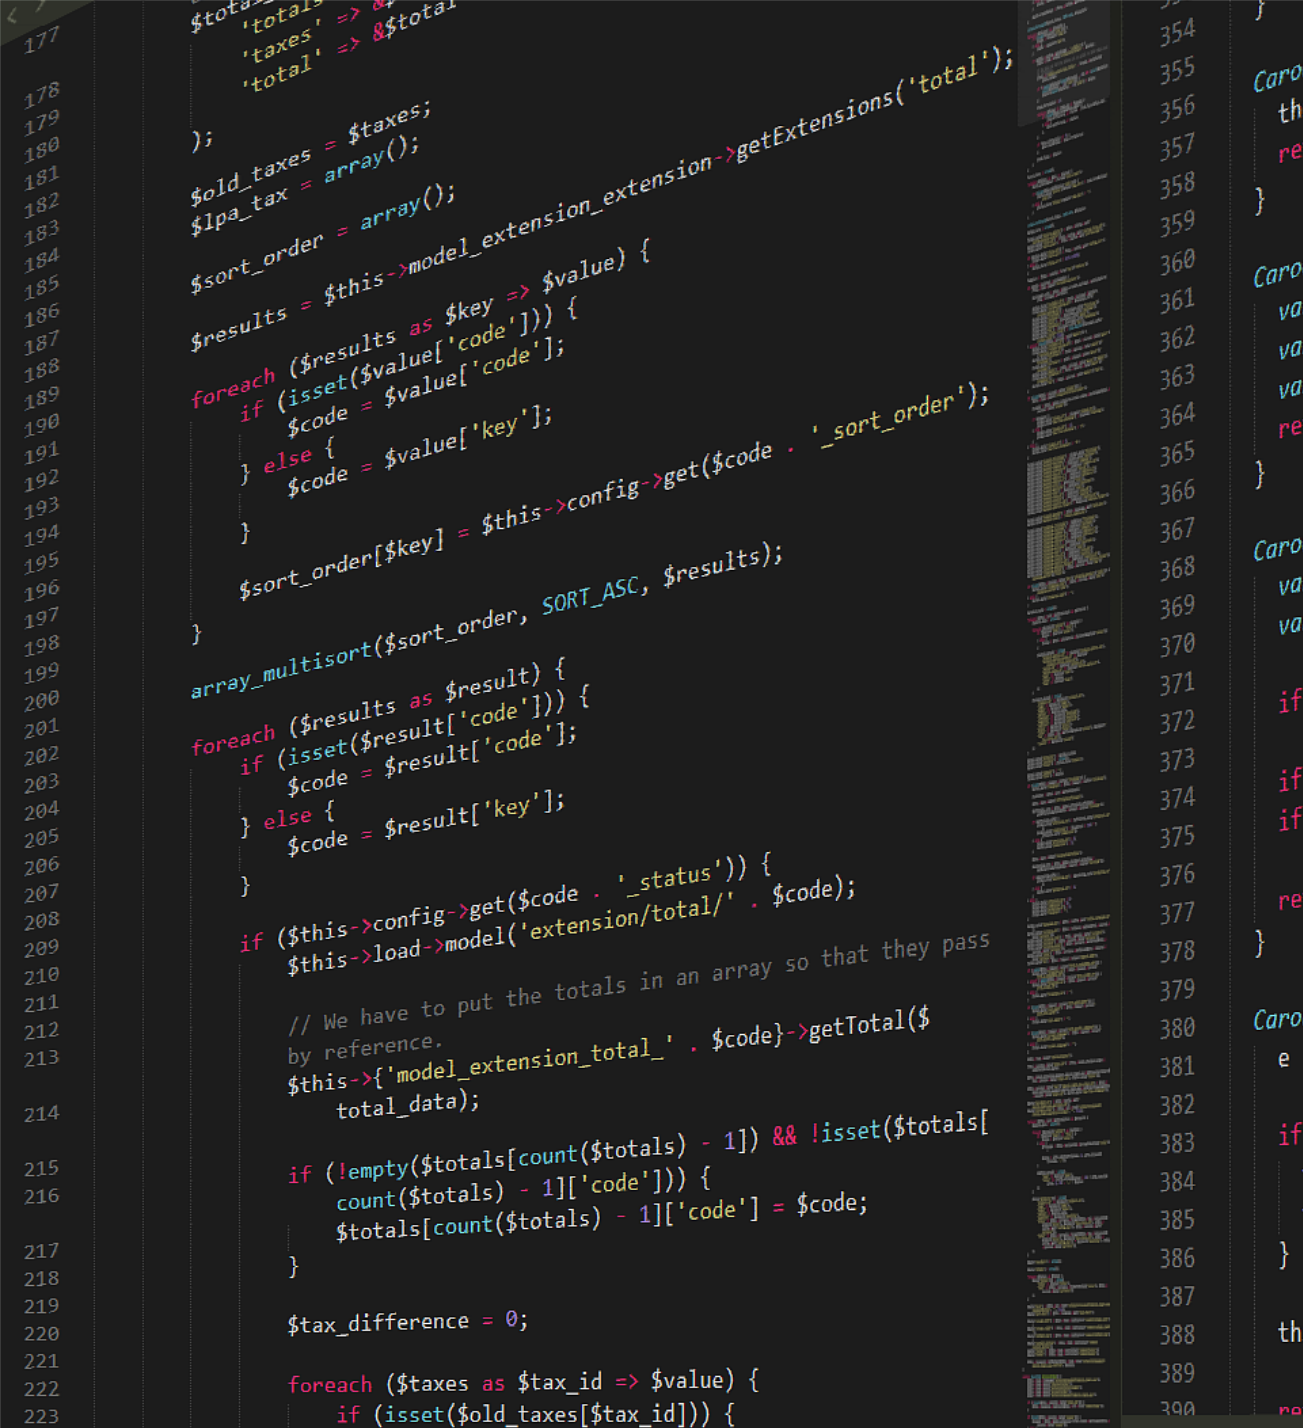 177
178
179
180
181
182
183
184
185
186
187
188
189
190
191
192
193
194
195
196
197
198
199
200
201
202
203
204
205
206
207
208
209
210
211
212
213
214
215
216
217
218
219
220
221
222
223
'totals
'taxes' => &
'total' => &$total
);
$old_taxes = $taxes;
$lpa_tax = array();
$sort_order = array();
$results = $this->model_extension_extension->getExtensions('total');
foreach ($results as $key => $value) {
if (isset($value['code'])) {
$code = $value['code'];
} else {
$code = $value['key'];
}
$sort_order[$key] = $this->config->get($code . '_sort_order');
}
array_multisort($sort_order, SORT_ASC, $results);
foreach ($results as $result) {
if (isset($result['code'])) {
$code = $result['code'];
} else {
$code = $result['key'];
}
if ($this->config->get($code . '_status')) {
$this->load->model('extension/total/' . $code);
// We have to put the totals in an array so that they pass
by reference.
$this->{'model_extension_total_' . $code}->getTotal($
total_data);
if (!empty($totals[count($totals) - 1]) && !isset($totals[
count($totals) - 1]['code'])) {
$totals[count($totals) - 1]['code'] = $code;
}
$tax_difference = 0;
foreach ($taxes as $tax_id => $value) {
if (isset($old_taxes[$tax_id])) {
354
355
356
357
358
359
360
361
362
363
364
365
366
367
368
369
370
371
372
373
374
375
376
377
378
379
380
381
382
383
384
385
386
387
388
389
390
}
Caro
th
re
}
Caro
va
va
va
re
}
Caro
va
va
if
if
if
re
}
Caro
e
if
}
th
re